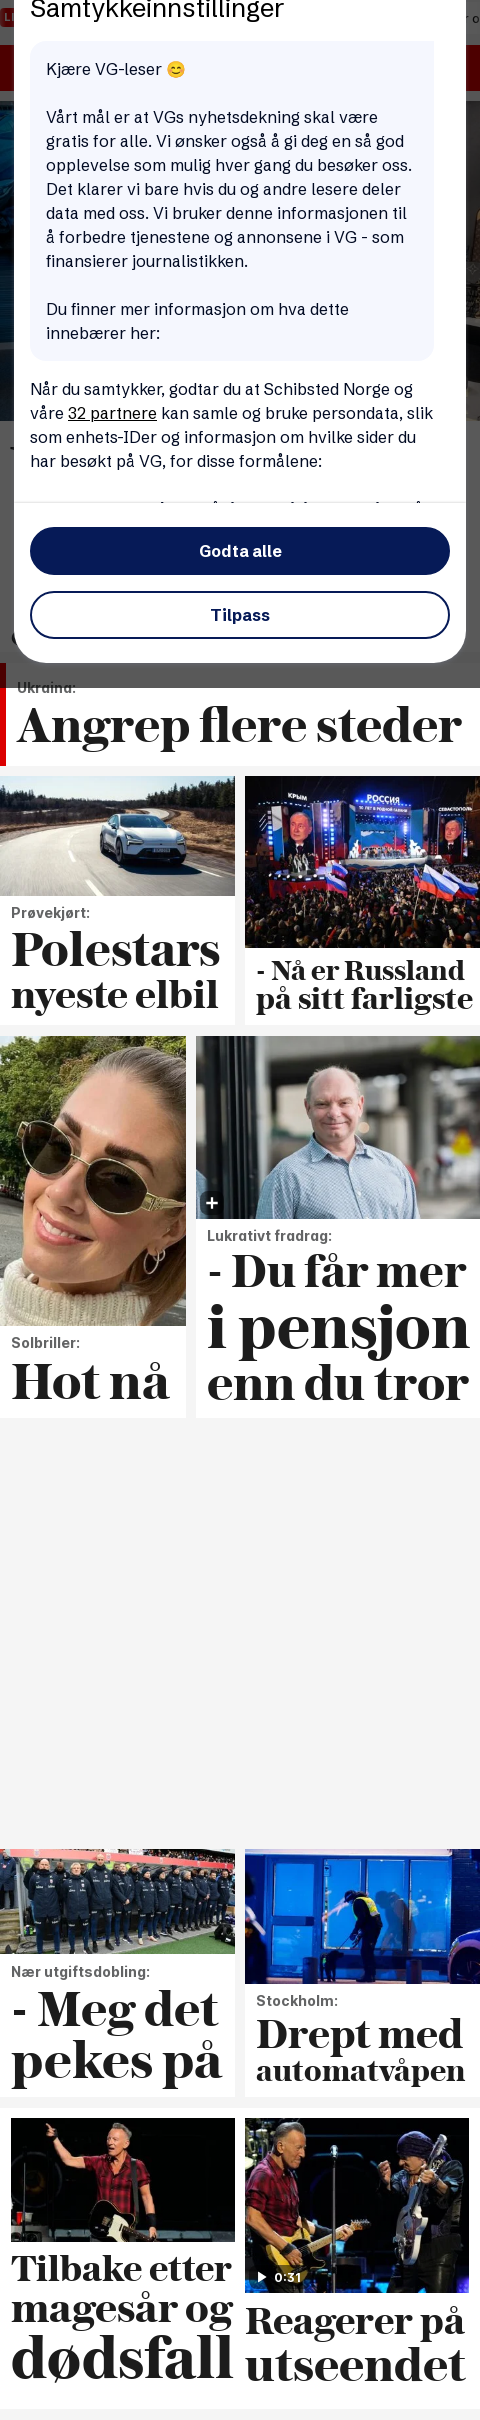 Samtykkeinnstillinger
Kjære VG-leser 😊
Vårt mål er at VGs nyhetsdekning skal være
gratis for alle. Vi ønsker også å gi deg en så god
opplevelse som mulig hver gang du besøker oss.
Det klarer vi bare hvis du og andre lesere deler
data med oss. Vi bruker denne informasjonen til
å forbedre tjenestene og annonsene i VG - som
finansierer journalistikken.
Du finner mer informasjon om hva dette
innebærer her:
Når du samtykker, godtar du at Schibsted Norge og
våre 32 partnere kan samle og bruke persondata, slik
som enhets-IDer og informasjon om hvilke sider du
har besøkt på VG, for disse formålene:
Godta alle
Tilpass
Ukraina:
Angrep flere steder
КРЫМ
РОССИЯ
СЕВАСТОПОЛЬ
Prøvekjørt:
Polestars
nyeste elbil
- Nå er Russland
på sitt farligste
Solbriller:
Hot nå
Lukrativt fradrag:
- Du får mer
i pensjon
enn du tror
Nær utgiftsdobling:
- Meg det
pekes på
Stockholm:
Drept med
automatvåpen
Tilbake etter
magesår og
dødsfall
0:31
Reagerer på
utseendet